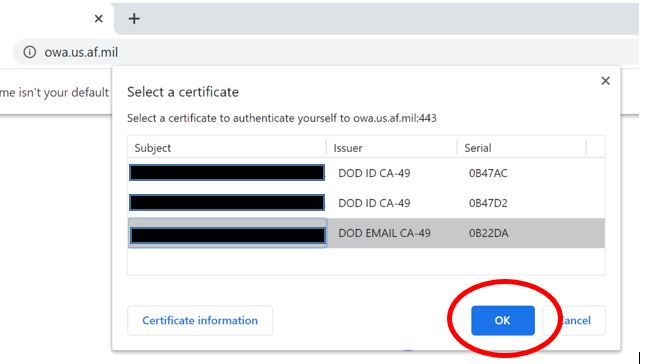 owa.us.af.mil
me isn't your default
Select a certificate
Select a certificate to authenticate yourself to owa.us.af.mil:443
Subject Issuer Serial
DOD ID CA-49 0B47AC
DOD ID CA-49 0B47D2
DOD EMAIL CA-49 0B22DA
Certificate information OK Cancel